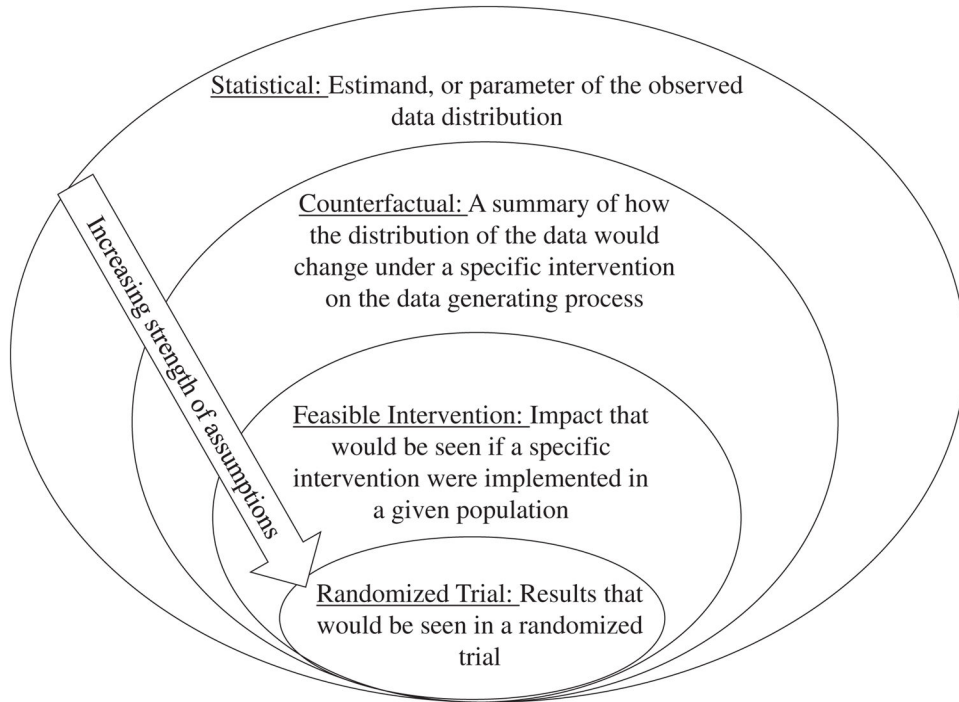 Statistical: Estimand, or parameter of the observed
data distribution
Counterfactual: A summary of how
the distribution of the data would
change under a specific intervention
on the data generating process
Increasing strength of assumptions
Feasible Intervention: Impact that
would be seen if a specific
intervention were implemented in
a given population
Randomized Trial: Results that
would be seen in a randomized
trial